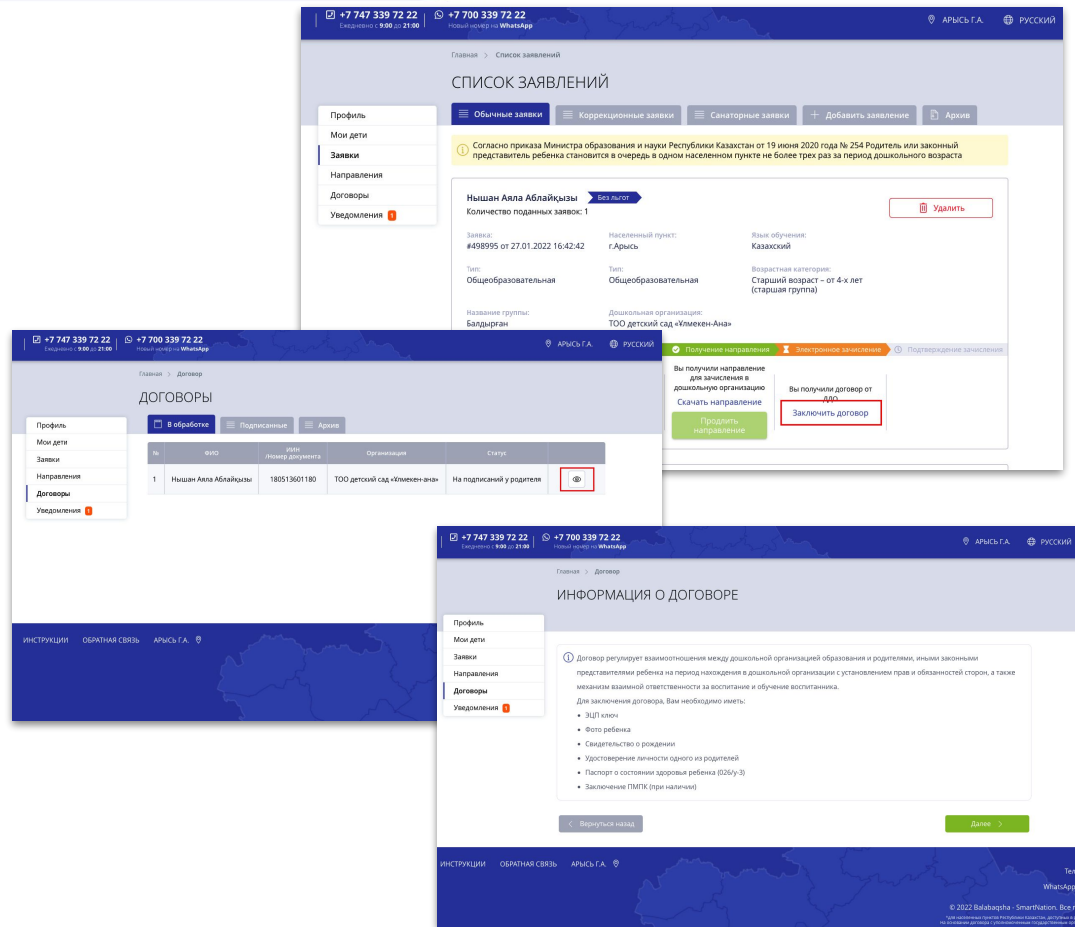 +7 747 339 72 22
Ежедневно с 9:00 до 21:00
+7 700 339 72 22
Новый номер на WhatsApp
АРЫСЬ Г.А.
РУССКИЙ
Главная > Список заявлений
СПИСОК ЗАЯВЛЕНИЙ
Обычные заявки
Коррекционные заявки
Санаторные заявки
Добавить заявление
Архив
Профиль
Мои дети
Заявки
Направления
Договоры
Уведомления 1
Согласно приказа Министра образования и науки Республики Казахстан от 19 июня 2020 года № 254 Родитель или законный
представитель ребенка становится в очередь в одном населенном пункте не более трех раз за период дошкольного возраста
Нышан Аяла Аблайқызы
Без льгот
Количество поданных заявок: 1
Удалить
Заявка:
#498995 от 27.01.2022 16:42:42
Населенный пункт:
г.Арысь
Язык обучения:
Казахский
Тип:
Общеобразовательная
Тип:
Общеобразовательная
Возрастная категория:
Старший возраст – от 4-х лет
(старшая группа)
Название группы:
Балдырған
Дошкольная организация:
ТОО детский сад «Ұлмекен-Ана»
Получение направления
Электронное зачисление
Подтверждение зачисления
Вы получили направление
для зачисления в
дошкольную организацию
Скачать направление
Продлить
направление
Вы получили договор от
ДДО
Заключить договор
+7 747 339 72 22
Ежедневно с 9:00 до 21:00
+7 700 339 72 22
Новый номер на WhatsApp
АРЫСЬ Г.А.
РУССКИЙ
Главная > Договор
ДОГОВОРЫ
В обработке
Подписанные
Архив
Профиль
Мои дети
Заявки
Направления
Договоры
Уведомления 1
№
ФИО
ИИН
/Номер документа
Организация
Статус
1
Нышан Аяла Аблайқызы
180513601180
ТОО детский сад «Ұлмекен-ана»
На подписаний у родителя
ИНСТРУКЦИИ
ОБРАТНАЯ СВЯЗЬ
АРЫСЬ Г.А.
+7 747 339 72 22
Ежедневно с 9:00 до 21:00
+7 700 339 72 22
Новый номер на WhatsApp
АРЫСЬ Г.А.
РУССКИЙ
Главная > Договор
ИНФОРМАЦИЯ О ДОГОВОРЕ
Профиль
Мои дети
Заявки
Направления
Договоры
Уведомления 1
Договор регулирует взаимоотношения между дошкольной организацией образования и родителями, иными законными
представителями ребенка на период нахождения в дошкольной организации с установлением прав и обязанностей сторон, а также
механизм взаимной ответственности за воспитание и обучение воспитанника.
Для заключения договора, Вам необходимо иметь:
• ЭЦП ключ
• Фото ребенка
• Свидетельство о рождении
• Удостоверение личности одного из родителей
• Паспорт о состоянии здоровья ребенка (026/у-3)
• Заключение ПМПК (при наличии)
< Вернуться назад
Далее >
ИНСТРУКЦИИ
ОБРАТНАЯ СВЯЗЬ
АРЫСЬ Г.А.
Тел
WhatsApp
© 2022 Balabaqsha - SmartNation. Все п